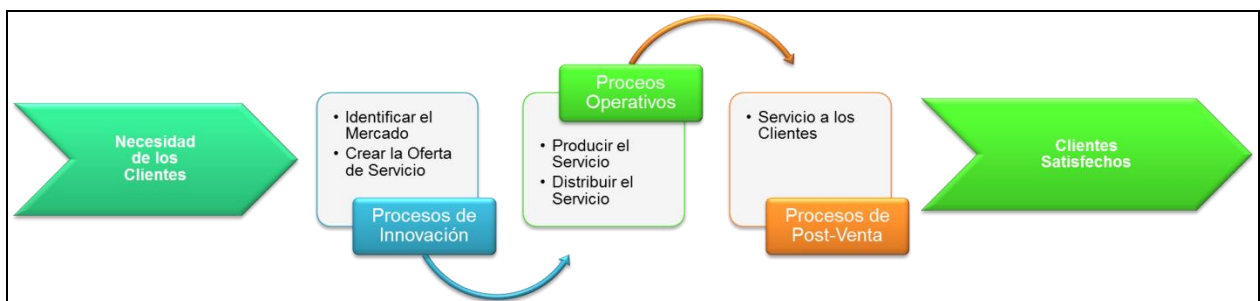 Necesidad
de los
Clientes
• Identificar el
Mercado
• Crear la Oferta
de Servicio
Procesos de
Innovación
Proceos
Operativos
• Producir el
Servicio
• Distribuir el
Servicio
• Servicio a los
Clientes
Procesos de
Post-Venta
Clientes
Satisfechos